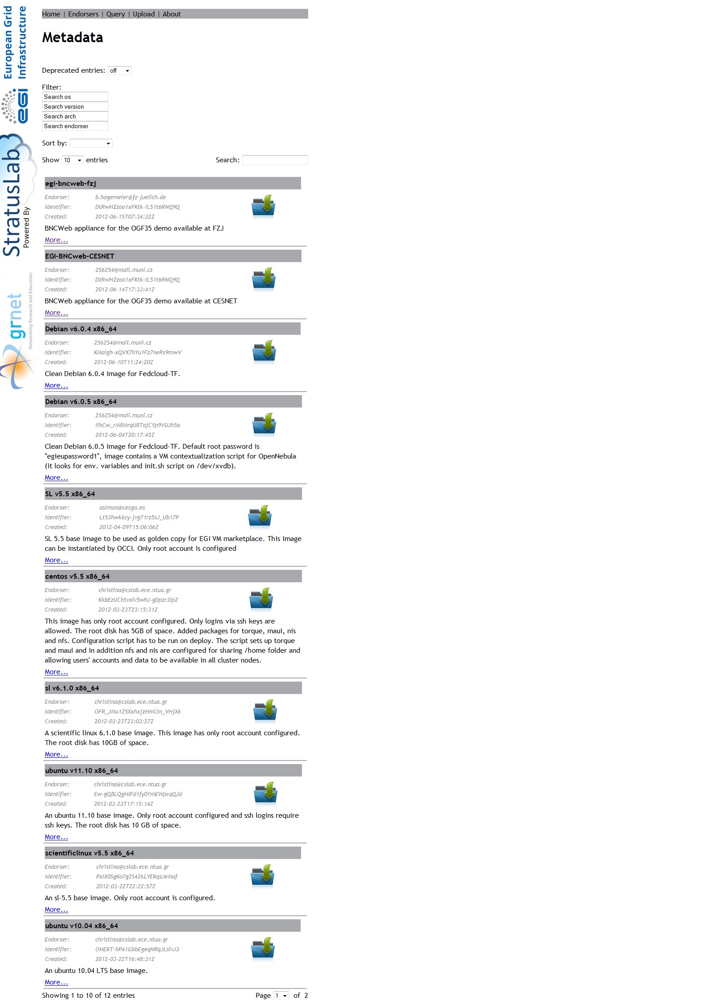 European Grid
Infrastructure
egi
StratusLab
Powered By
grnet
Networking Research and Education
Home | Endorsers | Query | Upload | About
Metadata
Deprecated entries: off
Filter:
Search os
Search version
Search arch
Search endorser
Sort by:
Show 10 entries
Search:
egi-bncweb-fzj
Endorser: b.hagemeier@fz-juelich.de
Identifier: DtRwHZzoo1xFKtk-iL51t6RNQ9Q
Created: 2012-06-15T07:34:32Z
BNCWeb appliance for the OGF35 demo available at FZJ
More...
EGI-BNCweb-CESNET
Endorser: 256254@mail.muni.cz
Identifier: DtRwHZzoo1xFKtk-iL51t6RNQ9Q
Created: 2012-06-14T17:33:41Z
BNCWeb appliance for the OGF35 demo available at CESNET
More...
Debian v6.0.4 x86_64
Endorser: 256254@mail.muni.cz
Identifier: KMaigh-xQVX7hYu1Fz7neRs9mwV
Created: 2012-06-10T11:24:20Z
Clean Debian 6.0.4 image for Fedcloud-TF.
More...
Debian v6.0.5 x86_64
Endorser: 256254@mail.muni.cz
Identifier: IihCw_rM8MrqU8TajCYp9VUJh5a
Created: 2012-06-04T20:17:45Z
Clean Debian 6.0.5 image for Fedcloud-TF. Default root password is
"egieupassword1", image contains a VM contextualization script for OpenNebula
(it looks for env. variables and init.sh script on /dev/xvdb).
More...
SL v5.5 x86_64
Endorser: asimon@cesga.es
Identifier: Lt53hwkkcy-jvg71rz5sJ_Ub17P
Created: 2012-04-09T15:06:06Z
SL 5.5 base image to be used as golden copy for EGI VM marketplace. This image
can be instantiated by OCCI. Only root account is configured
More...
centos v5.5 x86_64
Endorser: christina@cslab.ece.ntua.gr
Identifier: KkbEzUChSvxlv5whJ-gDpzr3ipZ
Created: 2012-03-23T23:15:31Z
This image has only root account configured. Only logins via ssh keys are
allowed. The root disk has 5GB of space. Added packages for torque, maui, nis
and nfs. Configuration script has to be run on deploy. The script sets up torque
and maui and in addition nfs and nis are configured for sharing /home folder and
allowing users' accounts and data to be available in all cluster nodes.
More...
sl v6.1.0 x86_64
Endorser: christina@cslab.ece.ntua.gr
Identifier: OFR_JMu1Z5XxhxjzHml3n_VHjXk
Created: 2012-03-23T23:03:27Z
A scientific linux 6.1.0 base image. This image has only root account configured.
The root disk has 10GB of space.
More...
ubuntu v11.10 x86_64
Endorser: christina@cslab.ece.ntua.gr
Identifier: Ew-gQ8LQgHIFd1fy0YmEWpcqQJd
Created: 2012-03-23T17:15:14Z
An ubuntu 11.10 base image. Only root account configured and ssh logins require
ssh keys. The root disk has 10 GB of space.
More...
scientificlinux v5.5 x86_64
Endorser: christina@cslab.ece.ntua.gr
Identifier: PxiX0SgKo7g2S42kLYEKqsJeMaf
Created: 2012-03-22T22:22:57Z
An sl-5.5 base image. Only root account is configured.
More...
ubuntu v10.04 x86_64
Endorser: christina@cslab.ece.ntua.gr
Identifier: OHEKT-hP41GbbEgeqNRqJLslvJ3
Created: 2012-03-22T16:48:31Z
An ubuntu 10.04 LTS base image.
More...
Showing 1 to 10 of 12 entries
Page 1 of 2